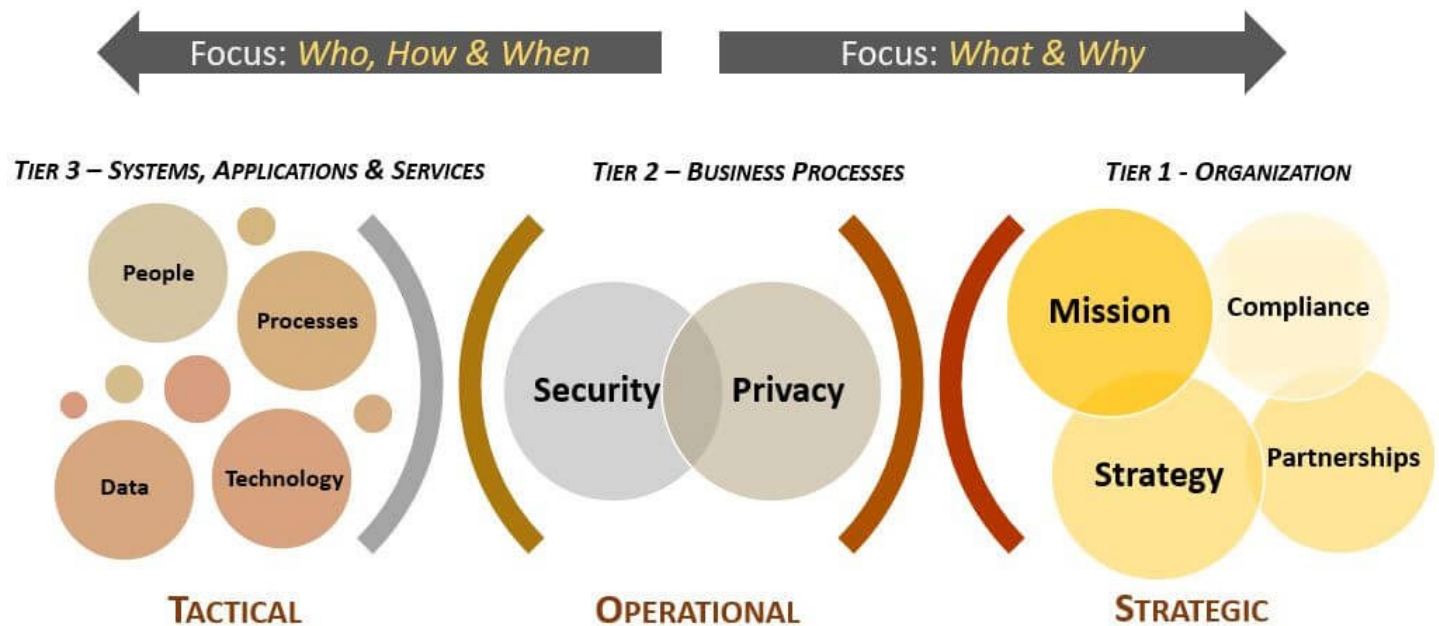 Focus: Who, How & When
Focus: What & Why
TIER 3 – SYSTEMS, APPLICATIONS & SERVICES
TIER 2 – BUSINESS PROCESSES
TIER 1 - ORGANIZATION
People
Processes
Data
Technology
Security
Privacy
Mission
Compliance
Strategy
Partnerships
TACTICAL
OPERATIONAL
STRATEGIC